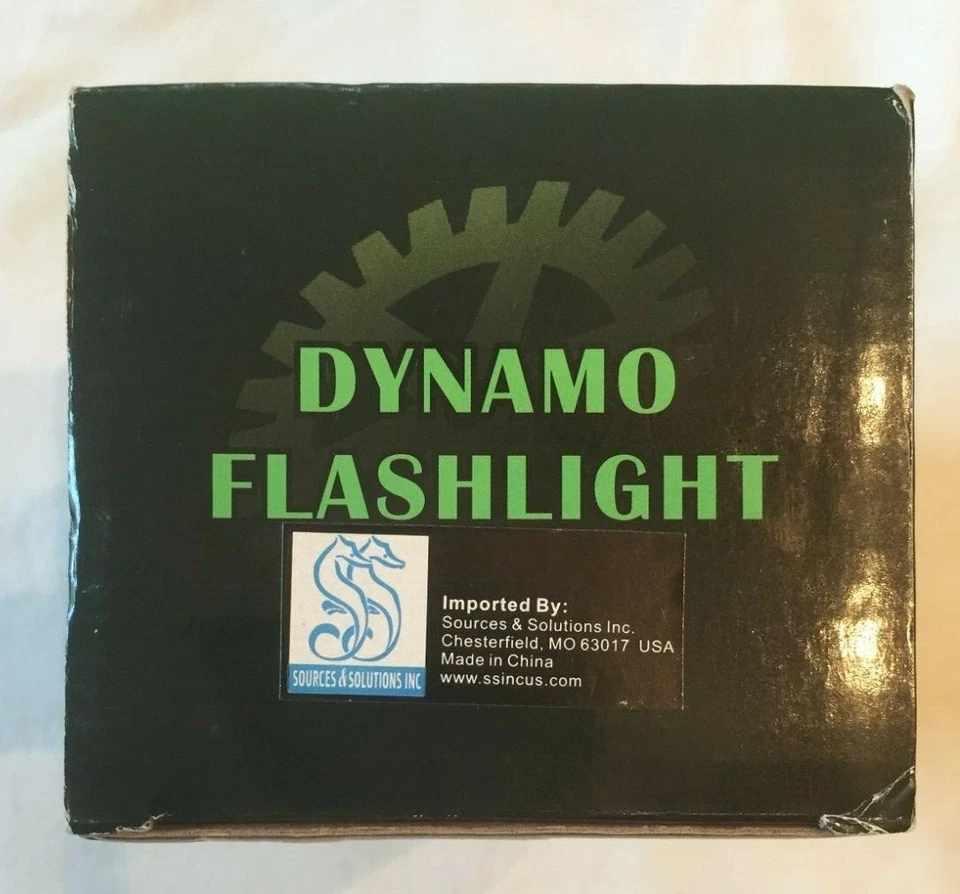 DYNAMO
FLASHLIGHT
SOURCES & SOLUTIONS INC
Imported By:
Sources & Solutions Inc.
Chesterfield, MO 63017 USA
Made in China
www.ssincus.com